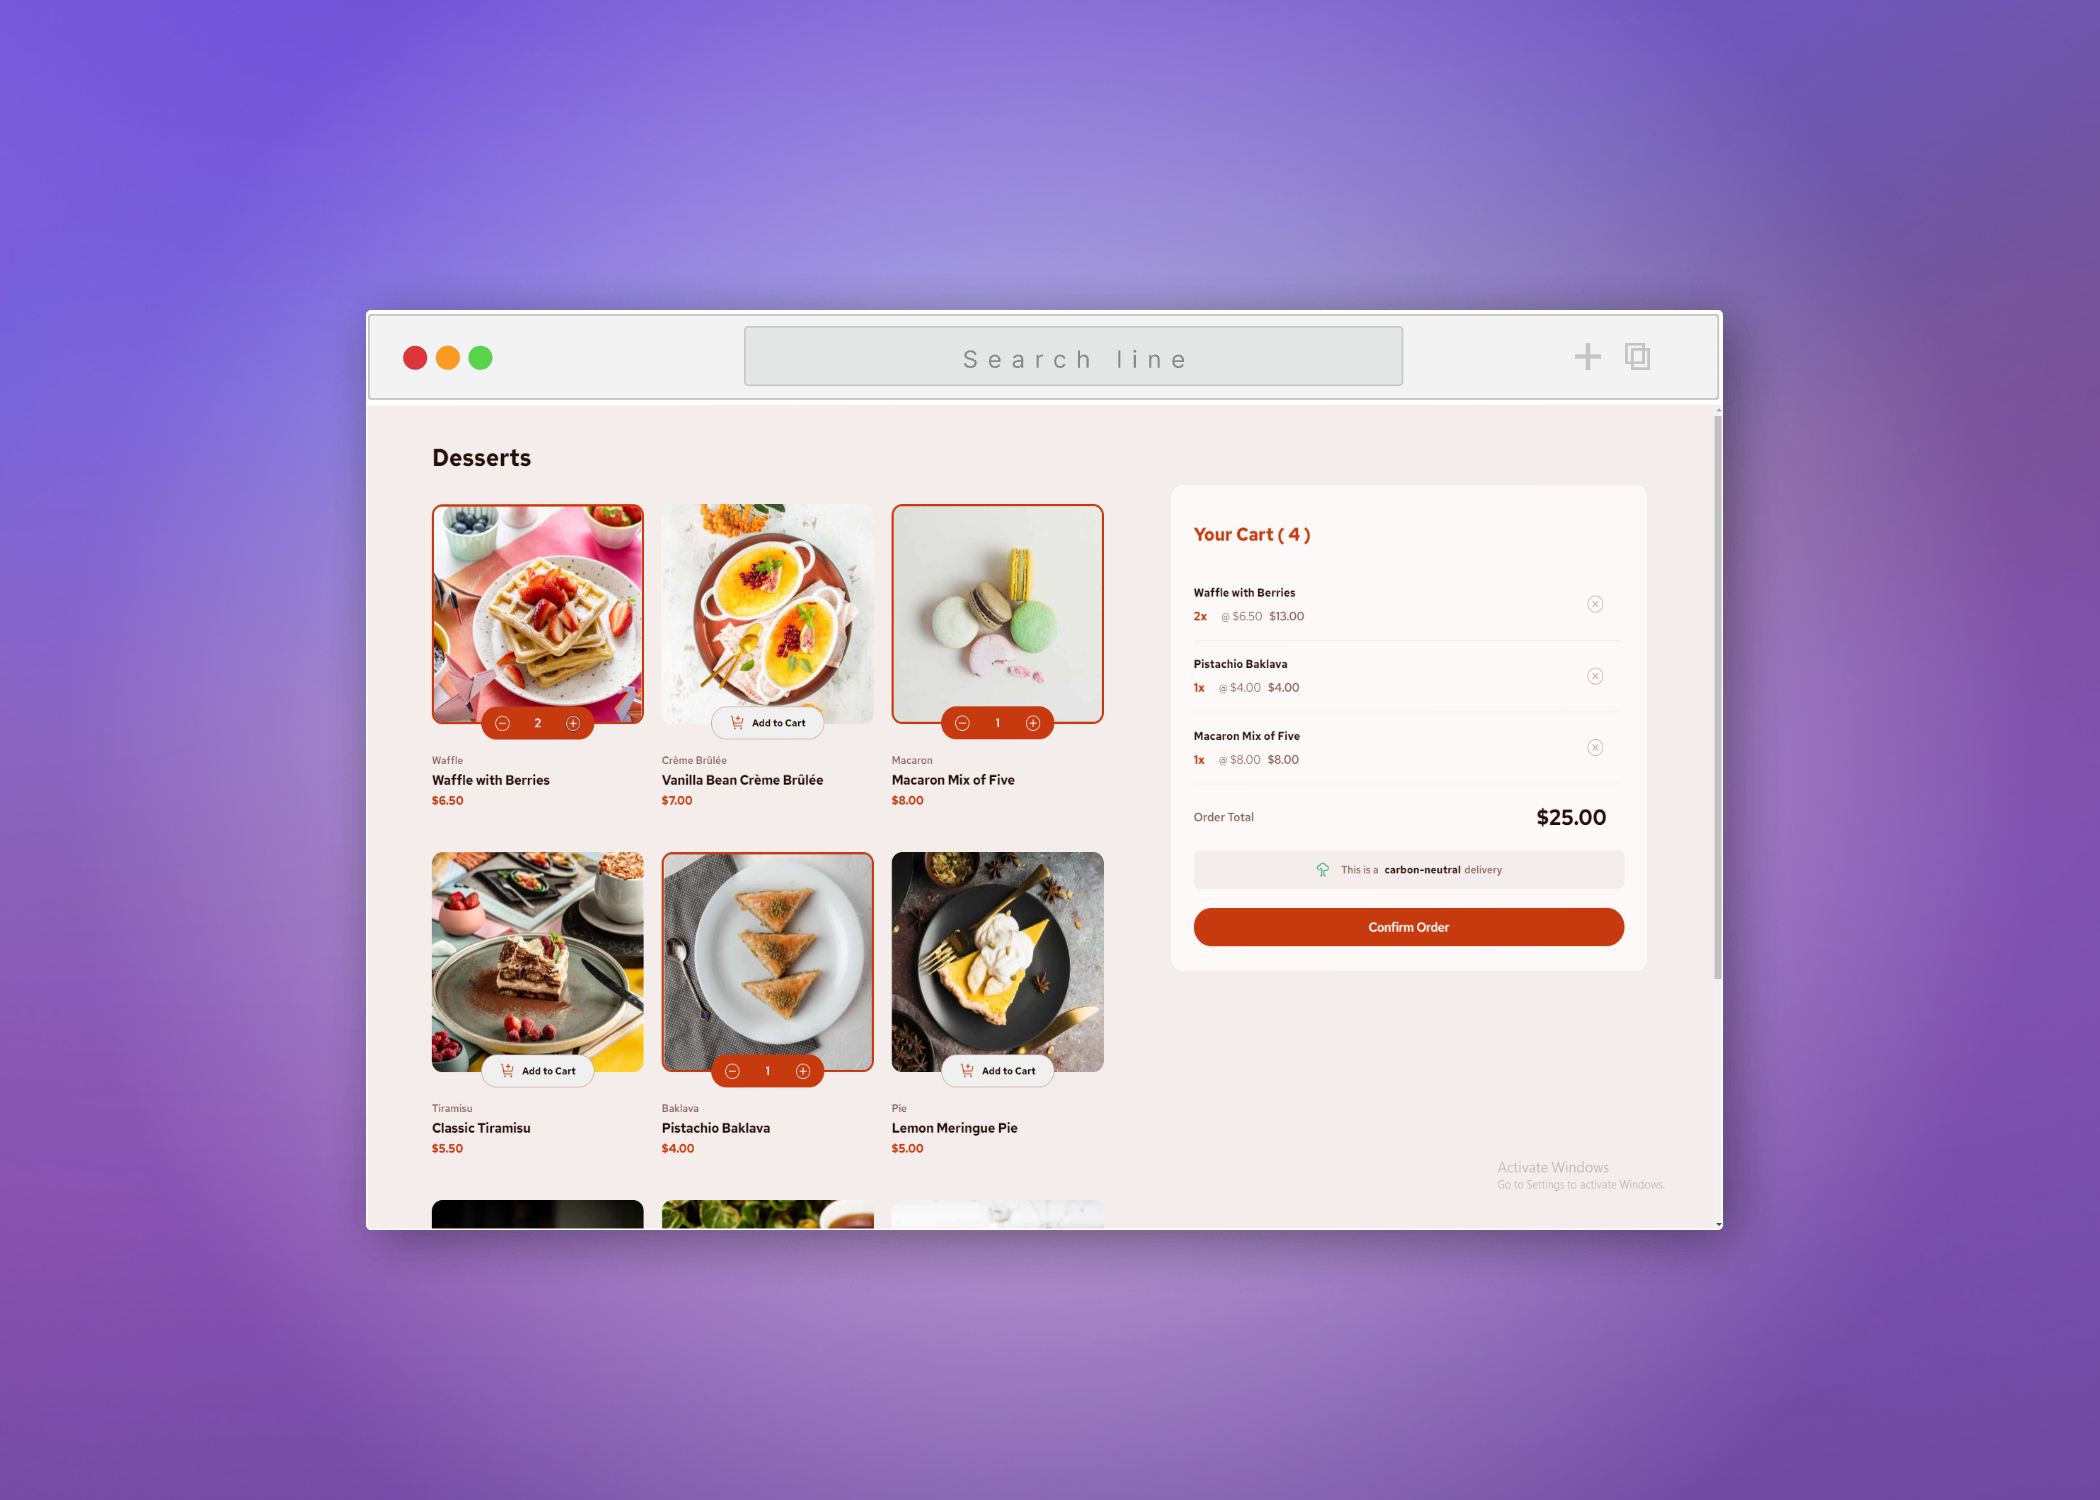 Search line
Desserts
2
Waffle
Waffle with Berries
$6.50
Add to Cart
Crème Brûlée
Vanilla Bean Crème Brûlée
$7.00
1
Macaron
Macaron Mix of Five
$8.00
Add to Cart
Tiramisu
Classic Tiramisu
$5.50
1
Baklava
Pistachio Baklava
$4.00
Add to Cart
Pie
Lemon Meringue Pie
$5.00
Your Cart ( 4 )
Waffle with Berries
2x @ $6.50 $13.00
Pistachio Baklava
1x @ $4.00 $4.00
Macaron Mix of Five
1x @ $8.00 $8.00
Order Total $25.00
This is a carbon-neutral delivery
Confirm Order
Activate Windows
Go to Settings to activate Windows.